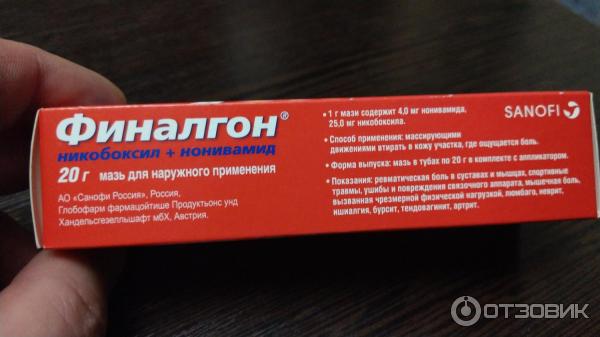 Финалгон®
никобоксил + нонивамид
20 г мазь для наружного применения
АО «Санофи Россия», Россия,
Глобофарм фармацойтише Продуктьонс унд
Хандельсгезелльшафт мбХ, Австрия.
• 1 г мази содержит 4,0 мг нонивамида,
25,0 мг никобоксила.
• Способ применения: массирующими
движениями втирать в кожу участка, где ощущается боль.
• Форма выпуска: мазь в тубах по 20 г в комплекте с аппликатором.
• Показания: ревматическая боль в суставах и мышцах, спортивные
травмы, ушибы и повреждения связочного аппарата, мышечная боль,
вызванная чрезмерной физической нагрузкой, люмбаго, неврит,
ишиалгия, бурсит, тендовагинит, артрит.
SANOFI
ОТЗОВИК